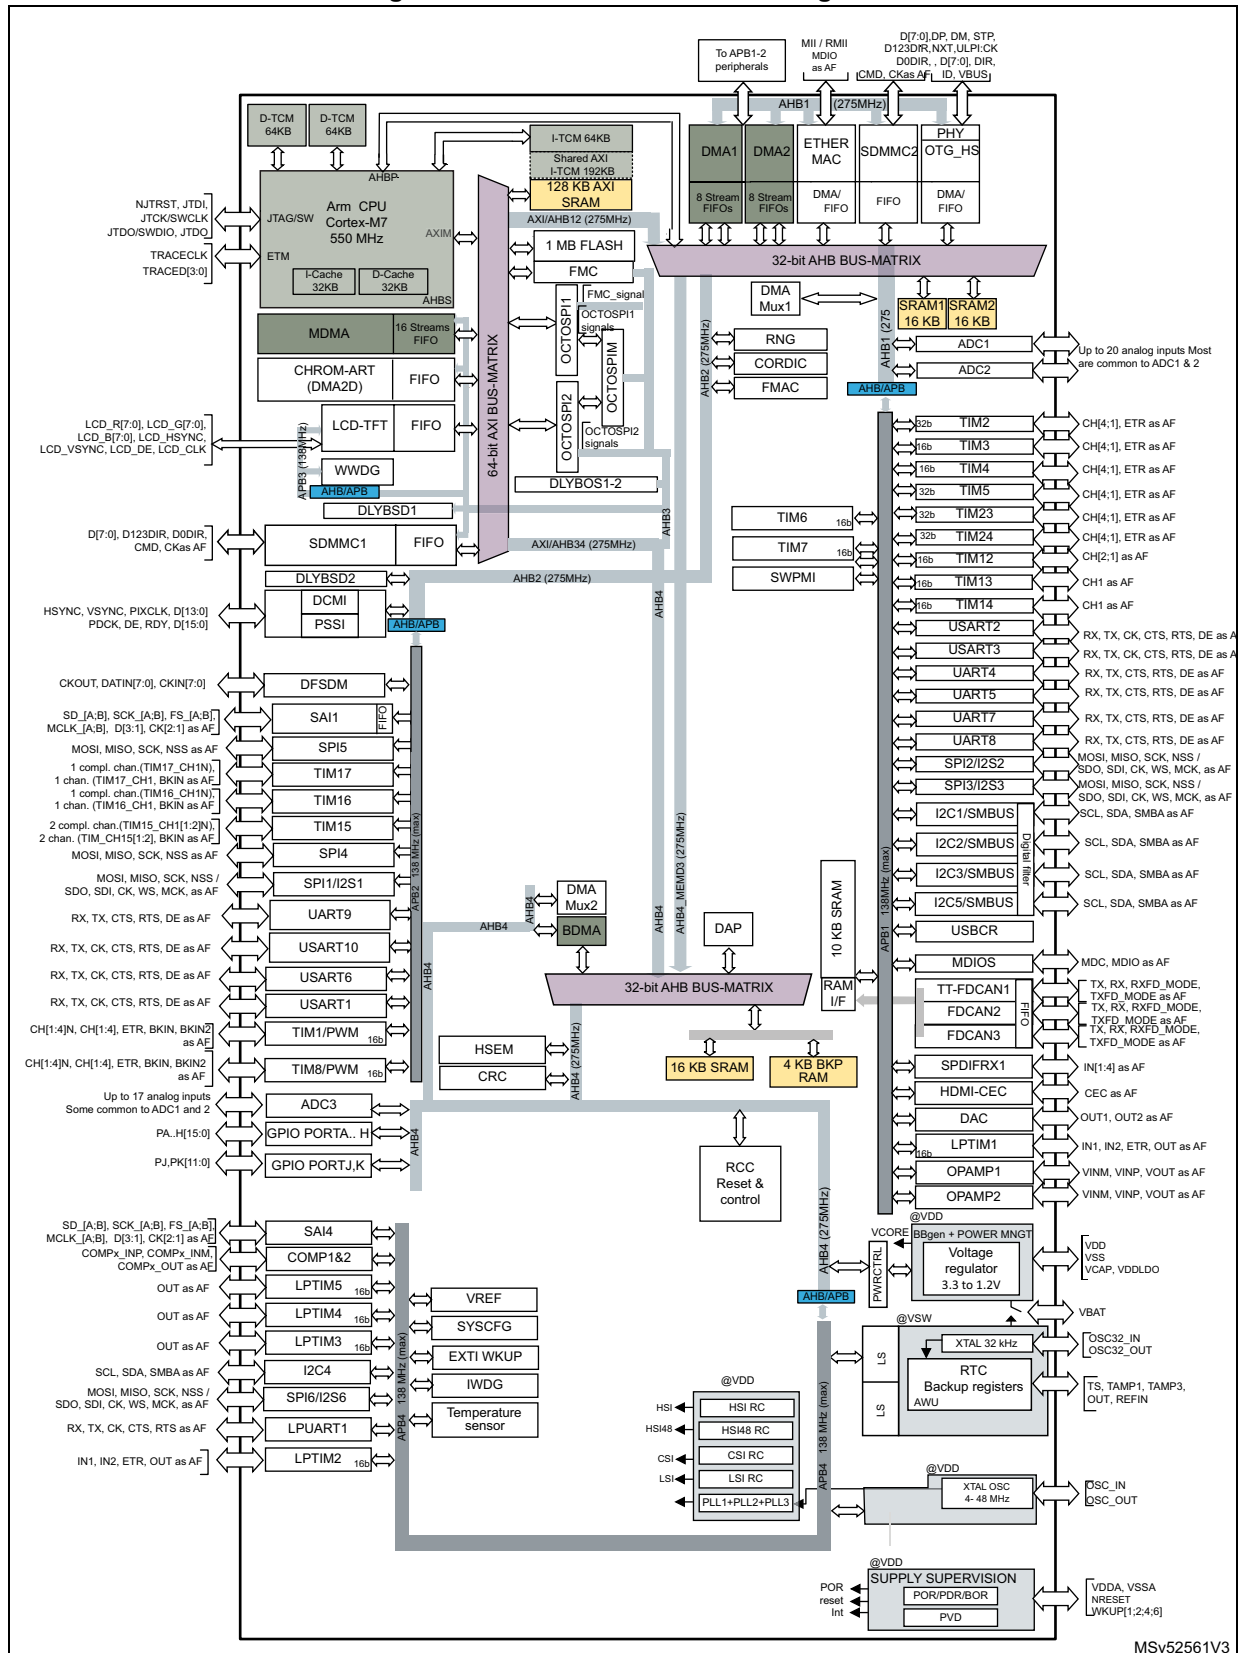 To APB1-2
peripherals
MII / RMII
MDIO
as AF
D[7:0],
D123DIR,
D0DIR,
CMD, CKas AF
DP, DM, STP,
NXT,ULPI:CK
, D[7:0], DIR,
ID, VBUS
AHB1 (275MHz)
D-TCM
64KB
D-TCM
64KB
I-TCM 64KB
Shared AXI
I-TCM 192KB
128 KB AXI
SRAM
AHBP
Arm CPU
Cortex-M7
550 MHz
JTAG/SW
ETM
AXIM
I-Cache
32KB
D-Cache
32KB
AHBS
NJTRST, JTDI,
JTCK/SWCLK
JTDO/SWDIO, JTDO
TRACECLK
TRACED[3:0]
DMA1
8 Stream
FIFOs
DMA2
8 Stream
FIFOs
ETHER
MAC
DMA/
FIFO
SDMMC2
FIFO
PHY
OTG_HS
DMA/
FIFO
AXI/AHB12 (275MHz)
1 MB FLASH
FMC
FMC_signal
OCTOSPI1
OCTOSPI1
signals
OCTOSPIM
OCTOSPI2
OCTOSPI2
signals
DLYBOS1-2
64-bit AXI BUS-MATRIX
32-bit AHB BUS-MATRIX
DMA
Mux1
SRAM1
16 KB
SRAM2
16 KB
AHB1 (275
AHB2 (275MHz)
RNG
CORDIC
FMAC
ADC1
ADC2
Up to 20 analog inputs Most
are common to ADC1 & 2
AHB/APB
MDMA
16 Streams
FIFO
CHROM-ART
(DMA2D)
FIFO
LCD-TFT
FIFO
LCD_R[7:0], LCD_G[7:0],
LCD_B[7:0], LCD_HSYNC,
LCD_VSYNC, LCD_DE, LCD_CLK
APB3 (138MHz)
WWDG
AHB/APB
DLYBSD1
SDMMC1
FIFO
D[7:0], D123DIR, D0DIR,
CMD, CKas AF
AHB3
AXI/AHB34 (275MHz)
AHB2 (275MHz)
DLYBSD2
DCMI
PSSI
HSYNC, VSYNC, PIXCLK, D[13:0]
PDCK, DE, RDY, D[15:0]
AHB/APB
AHB4
AHB4
AHB4_MEMD8 (275MHz)
TIM6
16b
TIM7
16b
SWPMI
32b TIM2 CH[4;1], ETR as AF
16b TIM3 CH[4;1], ETR as AF
16b TIM4 CH[4;1], ETR as AF
32b TIM5 CH[4;1], ETR as AF
32b TIM23 CH[4;1], ETR as AF
32b TIM24 CH[4;1], ETR as AF
16b TIM12 CH[2;1] as AF
16b TIM13 CH1 as AF
16b TIM14 CH1 as AF
USART2 RX, TX, CK, CTS, RTS, DE as A
USART3 RX, TX, CK, CTS, RTS, DE as A
UART4 RX, TX, CTS, RTS, DE as AF
UART5 RX, TX, CTS, RTS, DE as AF
UART7 RX, TX, CTS, RTS, DE as AF
UART8 RX, TX, CTS, RTS, DE as AF
SPI2/I2S2
MOSI, MISO, SCK, NSS /
SDO, SDI, CK, WS, MCK, as AF
SPI3/I2S3
MOSI, MISO, SCK, NSS /
SDO, SDI, CK, WS, MCK, as AF
I2C1/SMBUS SCL, SDA, SMBA as AF
I2C2/SMBUS SCL, SDA, SMBA as AF
I2C3/SMBUS SCL, SDA, SMBA as AF
I2C5/SMBUS SCL, SDA, SMBA as AF
Digital filter
USBCR
MDIOS MDC, MDIO as AF
TT-FDCAN1
TX, RX, RXFD_MODE,
TXFD_MODE as AF
FDCAN2
TX, RX, RXFD_MODE,
TXFD_MODE as AF
FDCAN3
TX, RX, RXFD_MODE,
TXFD_MODE as AF
FIFO
SPDIFRX1 IN[1:4] as AF
HDMI-CEC CEC as AF
DAC OUT1, OUT2 as AF
16b LPTIM1 IN1, IN2, ETR, OUT as AF
OPAMP1 VINM, VINP, VOUT as AF
OPAMP2 VINM, VINP, VOUT as AF
APB1 138MHz (max)
10 KB SRAM
RAM
I/F
CKOUT, DATIN[7:0], CKIN[7:0] DFSDM
SD_[A;B], SCK_[A;B], FS_[A;B],
MCLK_[A;B], D[3:1], CK[2:1] as AF
SAI1
FIFO
MOSI, MISO, SCK, NSS as AF SPI5
1 compl. chan.(TIM17_CH1N),
1 chan. (TIM17_CH1, BKIN as AF
TIM17
1 compl. chan.(TIM16_CH1N),
1 chan. (TIM16_CH1, BKIN as AF
TIM16
2 compl. chan.(TIM15_CH1[1:2]N),
2 chan. (TIM_CH15[1:2], BKIN as AF
TIM15
MOSI, MISO, SCK, NSS as AF SPI4
MOSI, MISO, SCK, NSS /
SDO, SDI, CK, WS, MCK, as AF
SPI1/I2S1
RX, TX, CTS, RTS, DE as AF UART9
RX, TX, CK, CTS, RTS, DE as AF USART10
RX, TX, CK, CTS, RTS, DE as AF USART6
RX, TX, CK, CTS, RTS, DE as AF USART1
CH[1:4]N, CH[1:4], ETR, BKIN, BKIN2
as AF
TIM1/PWM 16b
CH[1:4]N, CH[1:4], ETR, BKIN, BKIN2
as AF
TIM8/PWM 16b
APB2 138 MHz (max)
AHB4
AHB4
AHB4
DMA
Mux2
BDMA
DAP
32-bit AHB BUS-MATRIX
AHB4 (275MHz)
HSEM
CRC
16 KB SRAM
4 KB BKP
RAM
Up to 17 analog inputs
Some common to ADC1 and 2
ADC3
PA..H[15:0] GPIO PORTA.. H
PJ,PK[11:0] GPIO PORTJ,K
AHB4
RCC
Reset &
control
AHB4 (275MHz)
AHB/APB
@VDD
VCORE
BBgen + POWER MNGT
Voltage
regulator
3.3 to 1.2V
PWRCTRL
VDD
VSS
VCAP, VDDLDO
VBAT
@VSW
LS
LS
XTAL 32 kHz
RTC
Backup registers
AWU
OSC32_IN
OSC32_OUT
TS, TAMP1, TAMP3,
OUT, REFIN
SD_[A;B], SCK_[A;B], FS_[A;B],
MCLK_[A;B], D[3:1], CK[2:1] as AF
SAI4
COMPx_INP, COMPx_INM,
COMPx_OUT as AF
COMP1&2
OUT as AF LPTIM5 16b
OUT as AF LPTIM4 16b
OUT as AF LPTIM3 16b
SCL, SDA, SMBA as AF I2C4
MOSI, MISO, SCK, NSS /
SDO, SDI, CK, WS, MCK, as AF
SPI6/I2S6
RX, TX, CK, CTS, RTS as AF LPUART1
IN1, IN2, ETR, OUT as AF LPTIM2 16b
APB4 138 MHz (max)
VREF
SYSCFG
EXTI WKUP
IWDG
Temperature
sensor
@VDD
HSI HSI RC
HSI48 HSI48 RC
CSI CSI RC
LSI LSI RC
PLL1+PLL2+PLL3
APB4 138 MHz (max)
@VDD
XTAL OSC
4- 48 MHz
OSC_IN
OSC_OUT
@VDD
SUPPLY SUPERVISION
POR/PDR/BOR
PVD
POR
reset
Int
VDDA, VSSA
NRESET
WKUP[1;2;4;6]
MSv52561V3